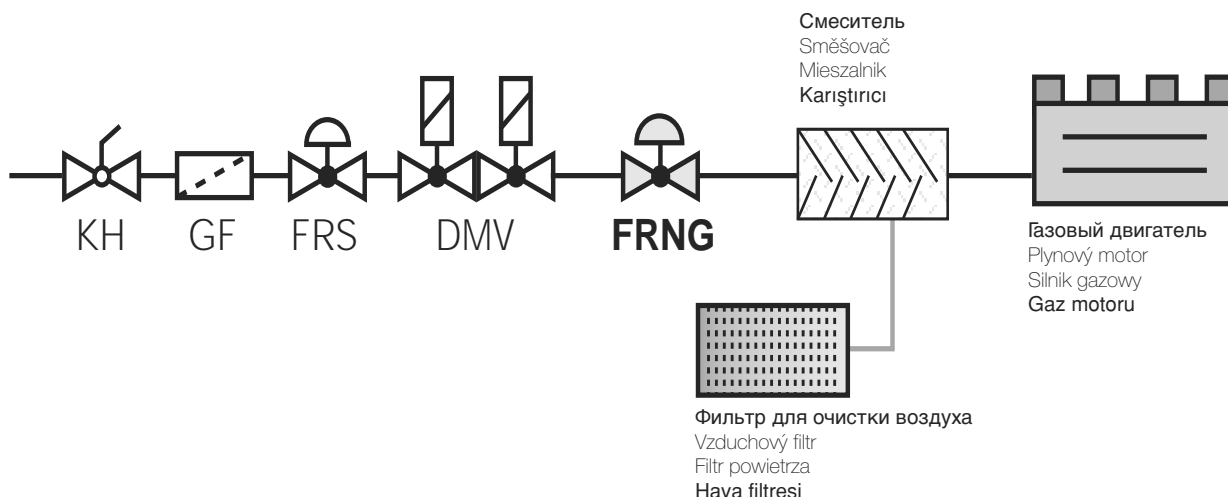 Смеситель
Směšovač
Mieszalnik
Karıştırıcı
KH GF FRS DMV FRNG
Газовый двигатель
Plynový motor
Silnik gazowy
Gaz motoru
Фильтр для очистки воздуха
Vzduchový filtr
Filtr powietrza
Hava filtresi